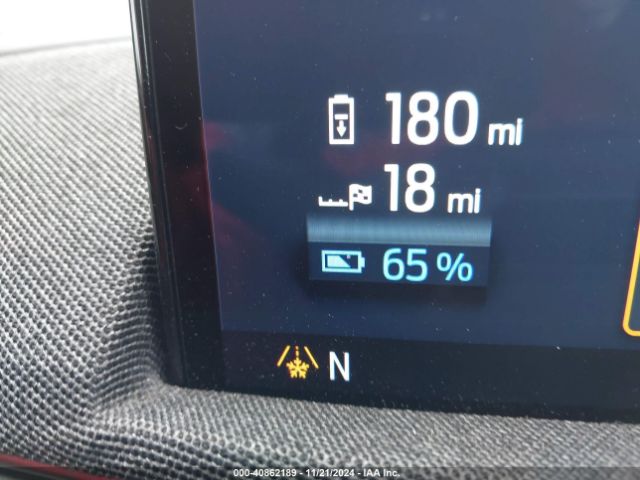 180 mi
18 mi
65 %
N
000-40862189 - 11/21/2024 - IAA Inc.